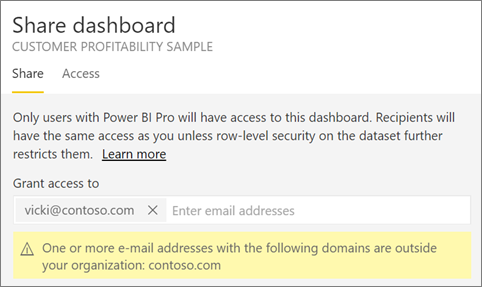 Share dashboard
CUSTOMER PROFITABILITY SAMPLE
Share Access
Only users with Power BI Pro will have access to this dashboard. Recipients will
have the same access as you unless row-level security on the dataset further
restricts them. Learn more
Grant access to
vicki@contoso.com Enter email addresses
One or more e-mail addresses with the following domains are outside
your organization: contoso.com